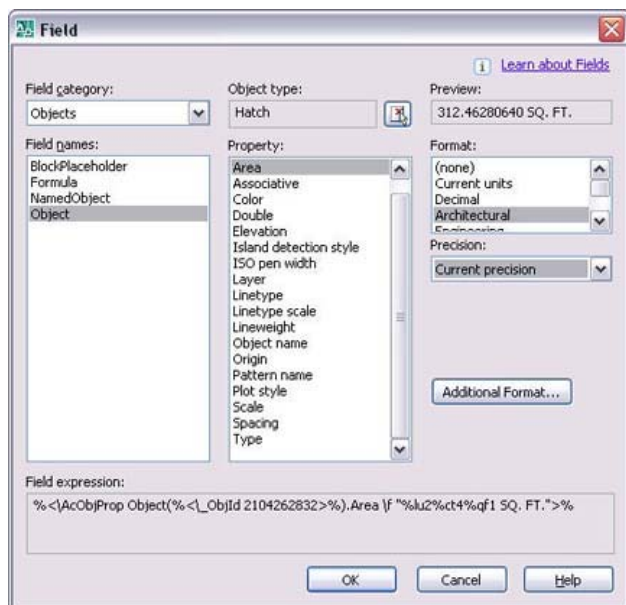 Field
Learn about Fields
Field category:
Objects
Field names:
BlockPlaceholder
Formula
NamedObject
Object
Object type:
Hatch
Property:
Area
Associative
Color
Double
Elevation
Island detection style
ISO pen width
Layer
Linetype
Linetype scale
Lineweight
Object name
Origin
Pattern name
Plot style
Scale
Spacing
Type
Preview:
312.46280640 SQ. FT.
Format:
(none)
Current units
Decimal
Architectural
Engineering
Precision:
Current precision
Additional Format...
Field expression:
%<\AcObjProp Object(%<\_ObjId 2104262832>%).Area \f "%lu2%ct4%qf1 SQ. FT.">%
OK
Cancel
Help